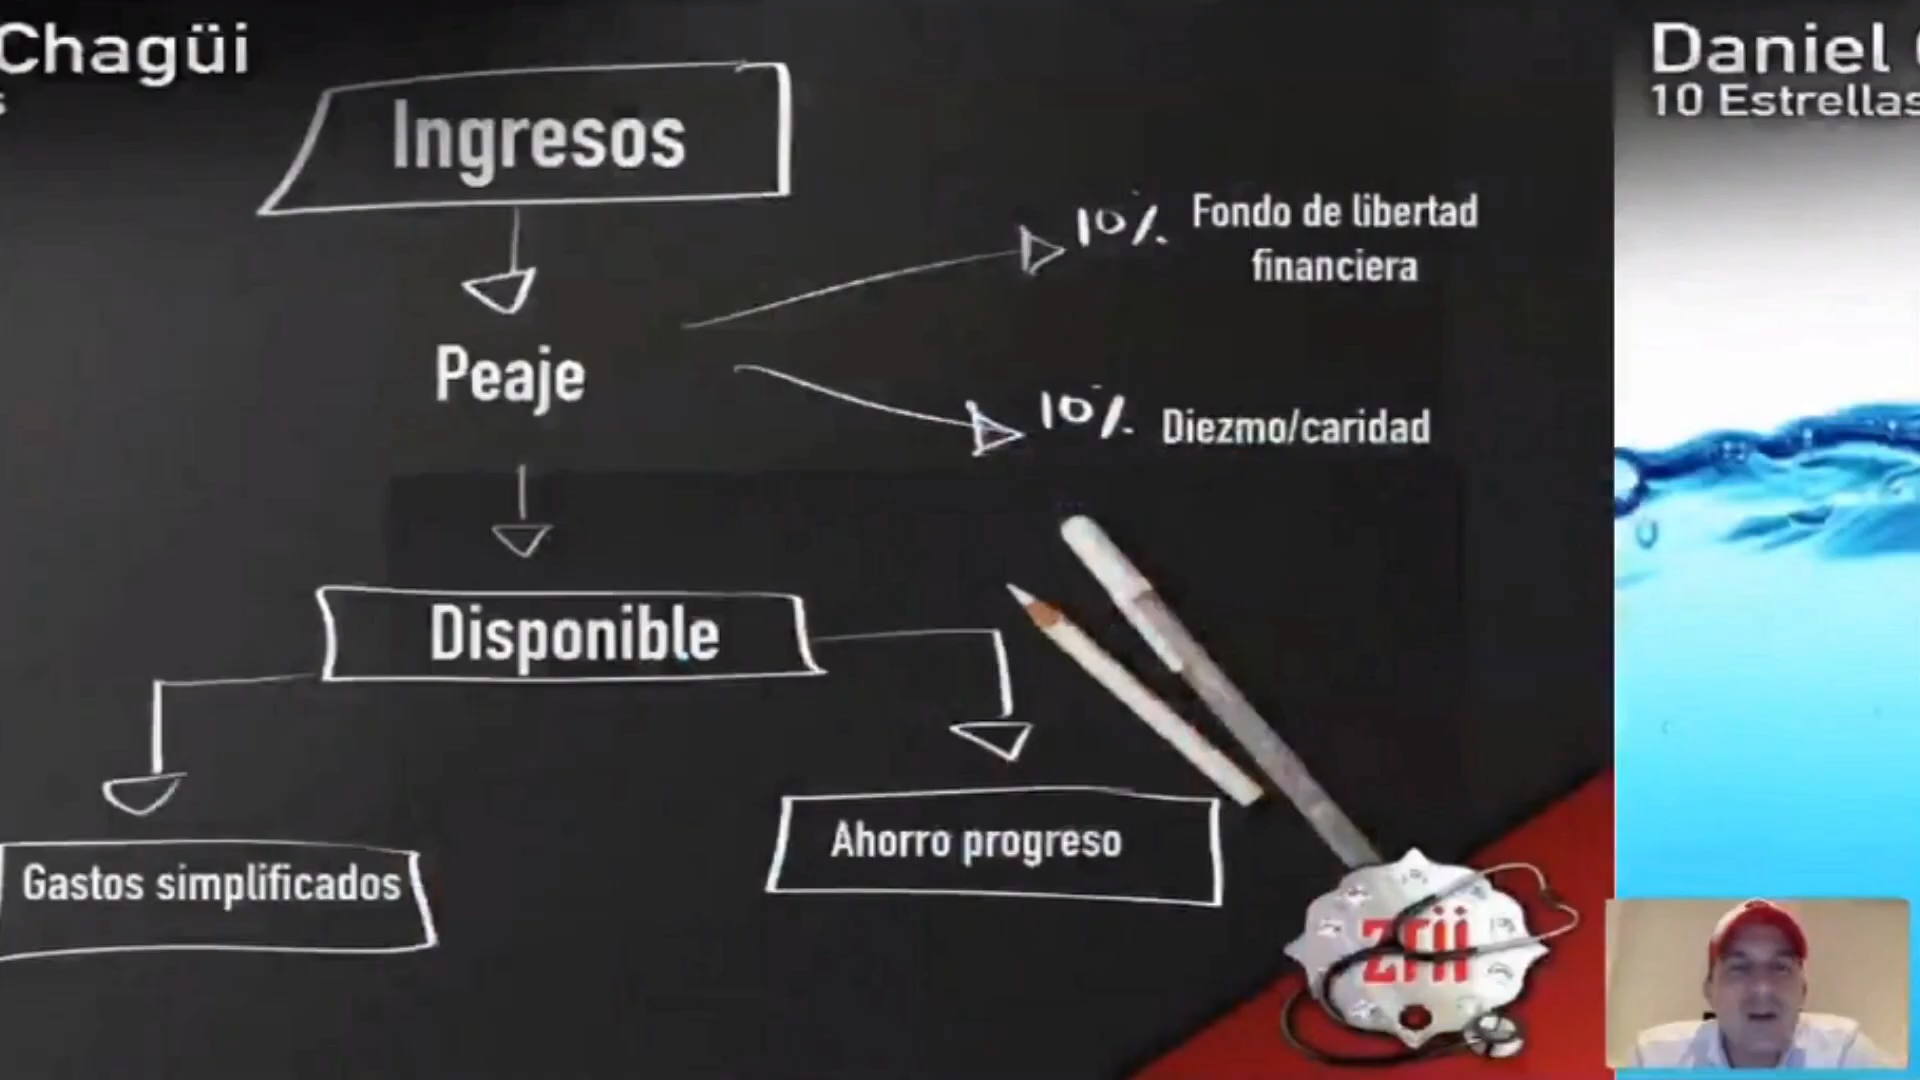 Chagüi
s
Daniel
10 Estrellas
Ingresos
10% Fondo de libertad
financiera
Peaje
10% Diezmo/caridad
Disponible
Ahorro progreso
Gastos simplificados
zrii